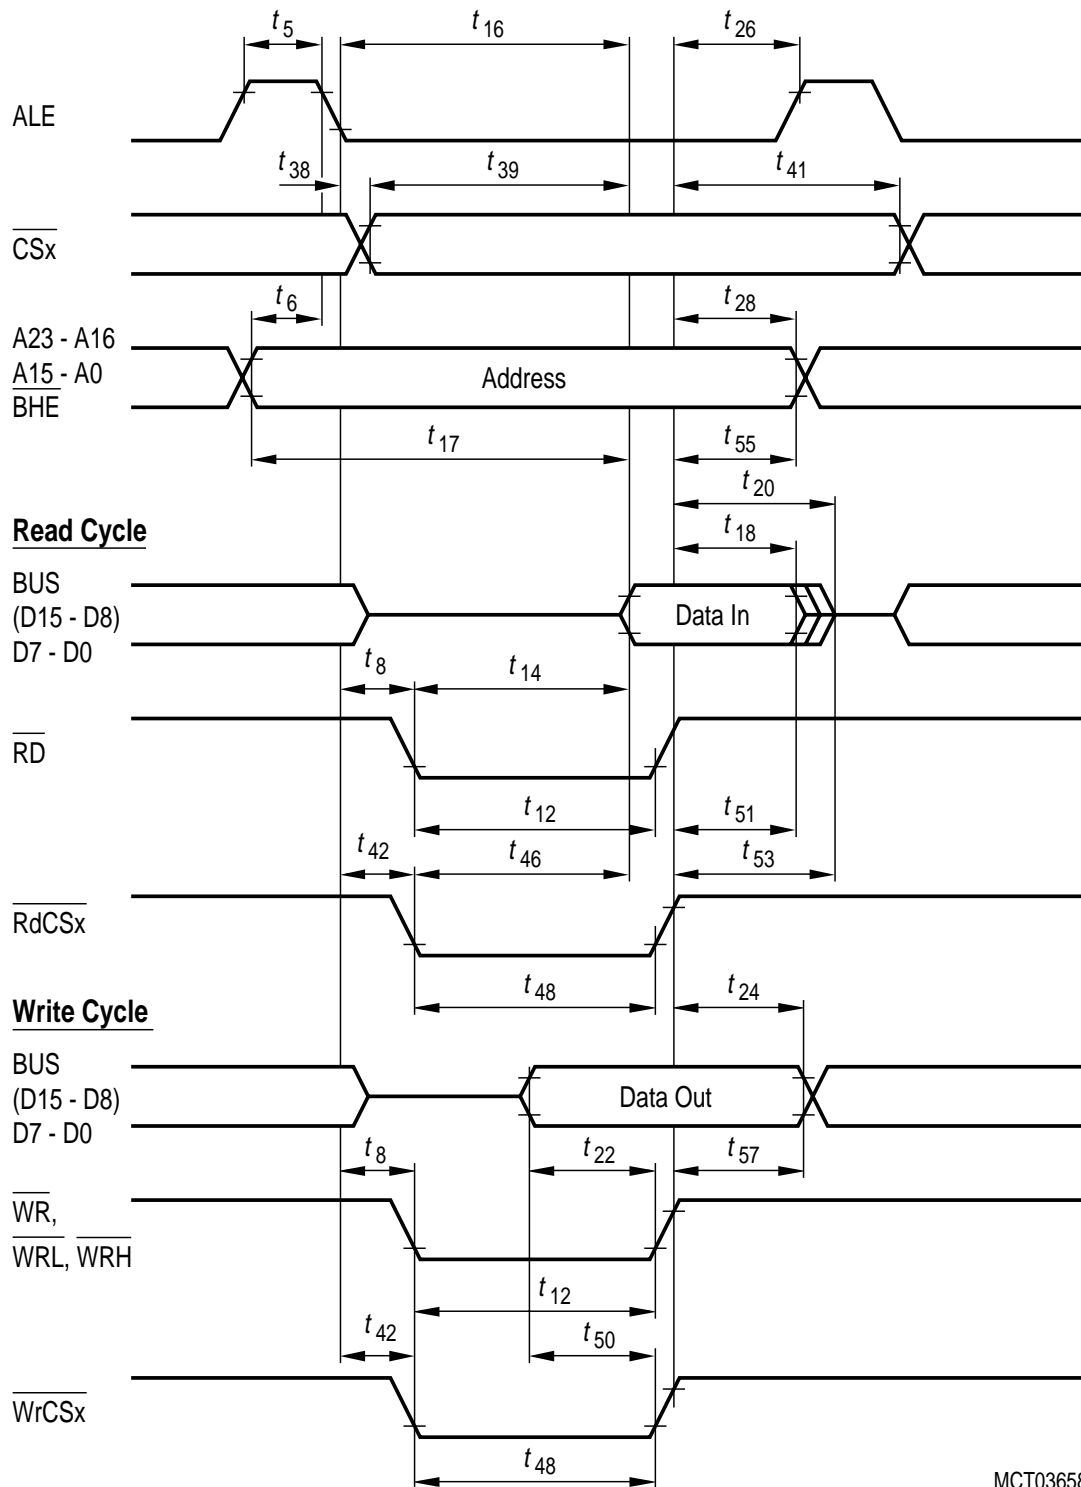 t5 t16 t26
ALE
t38 t39 t41
CSx
t6 t28
A23 - A16
A15 - A0
BHE
Address
t17 t55
t20
Read Cycle
t18
BUS
(D15 - D8)
D7 - D0
Data In
t8 t14
RD
t12 t51
t42 t46 t53
RdCSx
t48 t24
Write Cycle
BUS
(D15 - D8)
D7 - D0
Data Out
t8 t22 t57
WR,
WRL, WRH
t12
t42 t50
WrCSx
t48
MCT03658